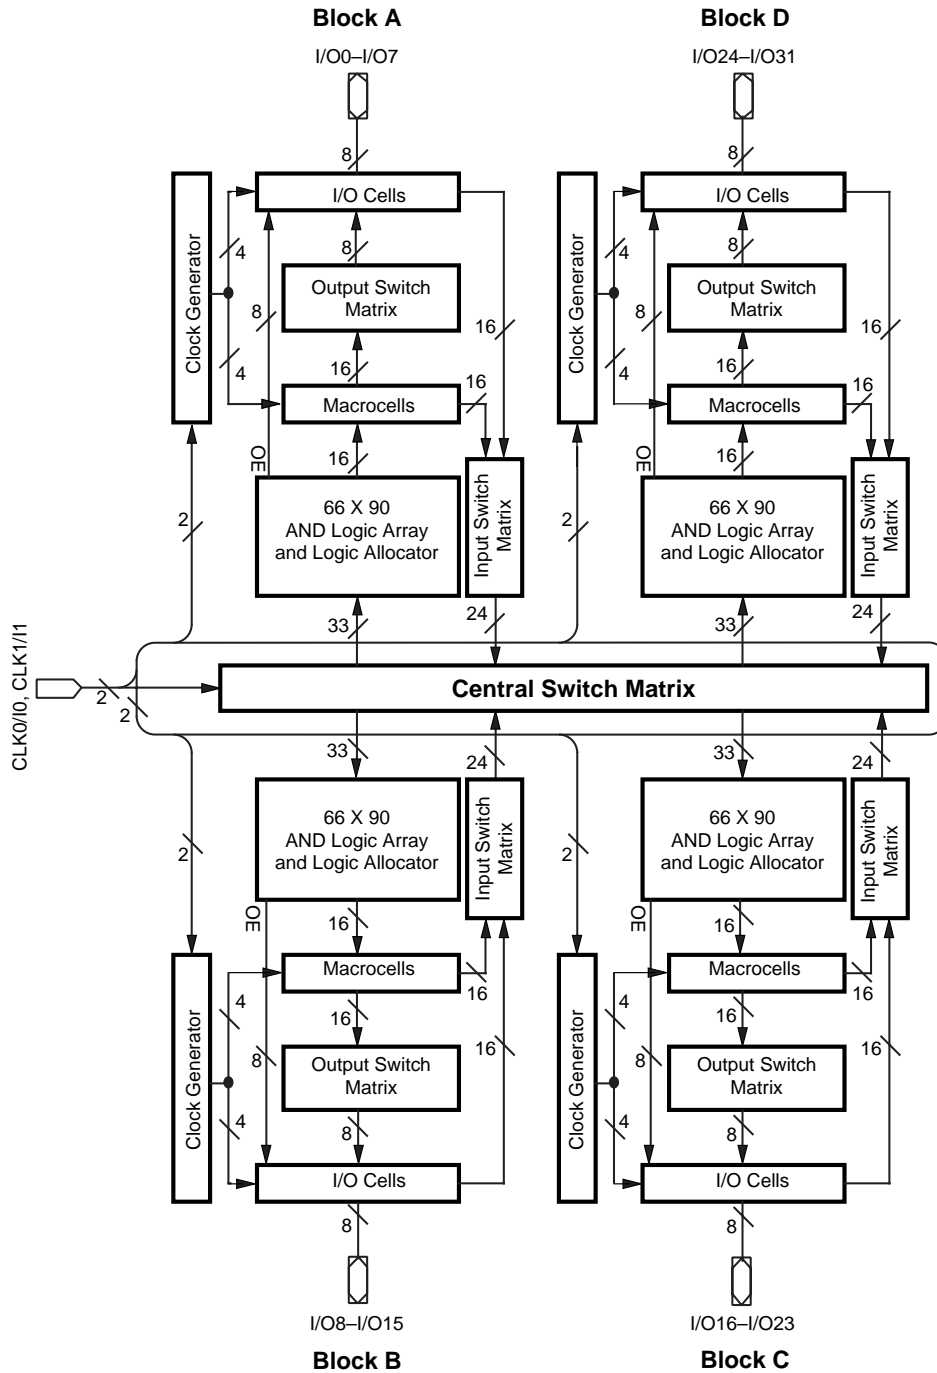 Block A
Block D
I/O0–I/O7
I/O24–I/O31
8
8
I/O Cells
I/O Cells
Clock Generator
Clock Generator
4
8
4
8
Output Switch
Matrix
Output Switch
Matrix
8
16
8
16
4
16
16
4
16
16
Macrocells
Macrocells
OE
16
OE
16
66 X 90
AND Logic Array
and Logic Allocator
Input Switch
Matrix
66 X 90
AND Logic Array
and Logic Allocator
Input Switch
Matrix
2
2
33
24
33
24
CLK0/I0, CLK1/I1
2
2
Central Switch Matrix
33
24
33
24
66 X 90
AND Logic Array
and Logic Allocator
Input Switch
Matrix
66 X 90
AND Logic Array
and Logic Allocator
Input Switch
Matrix
2
2
OE
16
OE
16
Macrocells
Macrocells
Clock Generator
Clock Generator
4
16
16
4
16
16
8
16
8
16
Output Switch
Matrix
Output Switch
Matrix
4
8
4
8
I/O Cells
I/O Cells
8
8
I/O8–I/O15
I/O16–I/O23
Block B
Block C